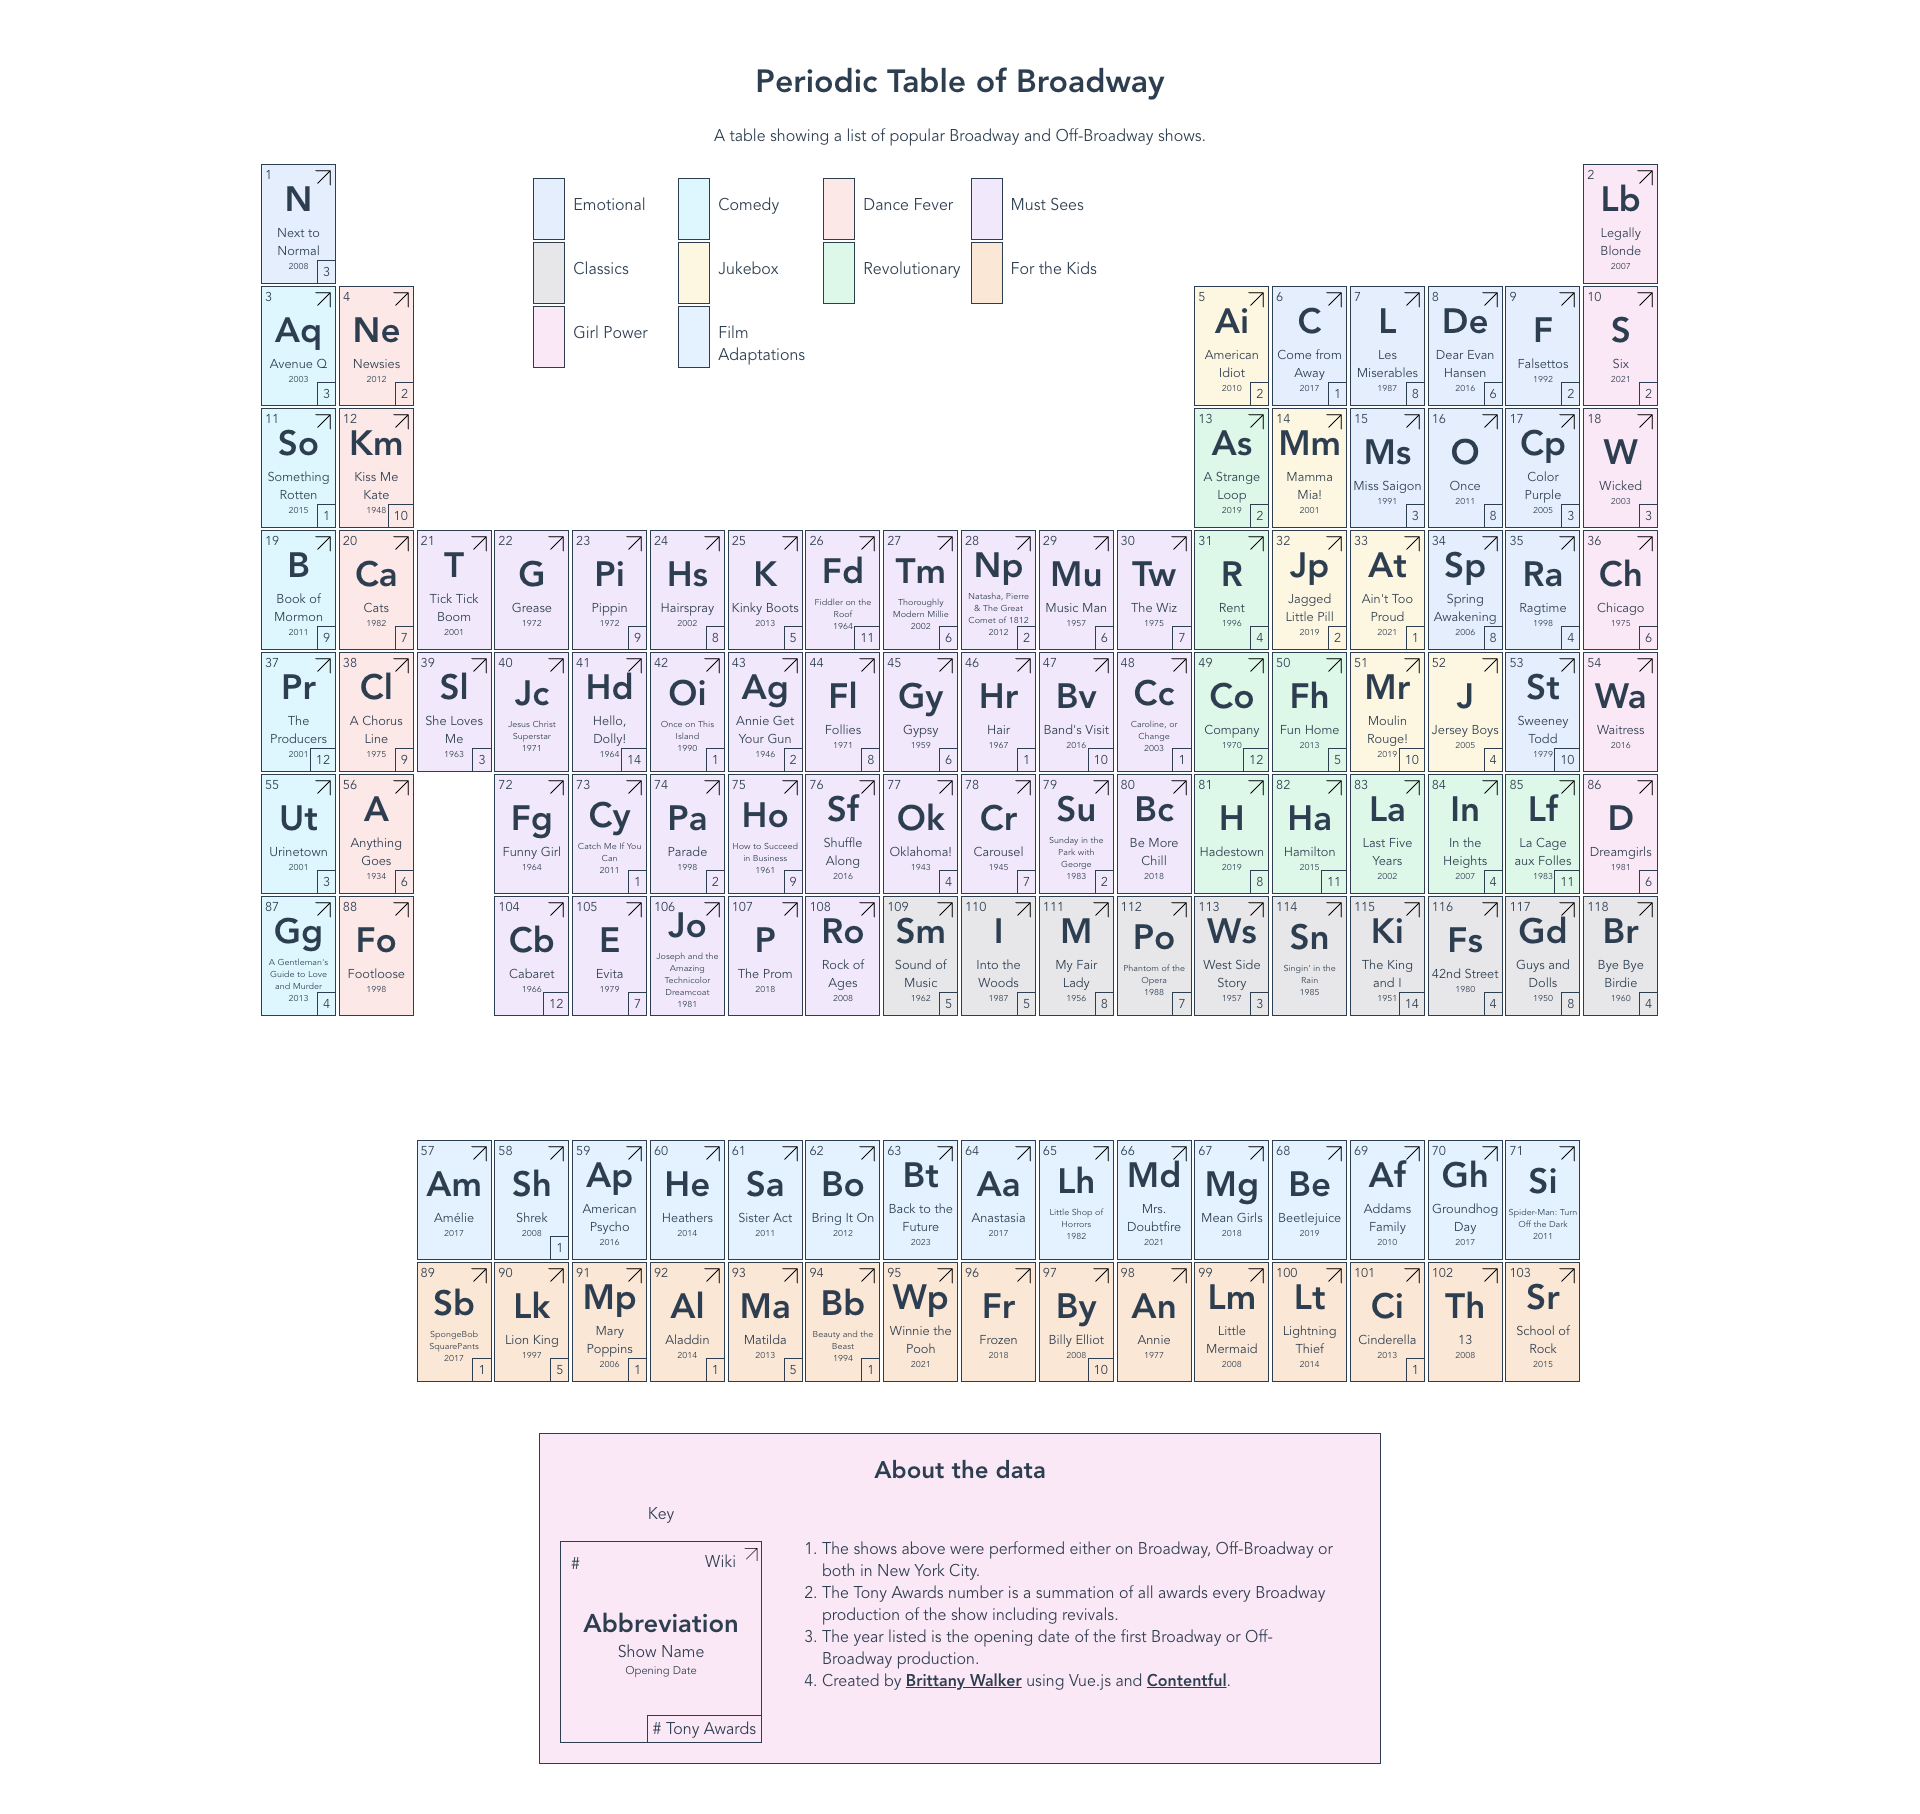 Periodic Table of Broadway
A table showing a list of popular Broadway and Off-Broadway shows.
1
N
Next to
Normal
2008
3
Emotional
Comedy
Dance Fever
Must Sees
Classics
Jukebox
Revolutionary
For the Kids
Girl Power
Film
Adaptations
2
Lb
Legally
Blonde
2007
3
Aq
Avenue Q
2003
3
4
Ne
Newsies
2012
2
5
Ai
American
Idiot
2010
2
6
C
Come from
Away
2017
1
7
L
Les
Miserables
1987
8
8
De
Dear Evan
Hansen
2016
6
9
F
Falsettos
1992
2
10
S
Six
2021
2
11
So
Something
Rotten
2015
1
12
Km
Kiss Me
Kate
1948
10
13
As
A Strange
Loop
2019
2
14
Mm
Mamma
Mia!
2001
15
Ms
Miss Saigon
1991
3
16
O
Once
2011
8
17
Cp
Color
Purple
2005
3
18
W
Wicked
2003
3
19
B
Book of
Mormon
2011
9
20
Ca
Cats
1982
7
21
T
Tick Tick
Boom
2001
22
G
Grease
1972
23
Pi
Pippin
1972
9
24
Hs
Hairspray
2002
8
25
K
Kinky Boots
2013
5
26
Fd
Fiddler on the
Roof
1964
11
27
Tm
Thoroughly
Modern Millie
2002
6
28
Np
Natasha, Pierre
& The Great
Comet of 1812
2012
2
29
Mu
Music Man
1957
6
30
Tw
The Wiz
1975
7
31
R
Rent
1996
4
32
Jp
Jagged
Little Pill
2019
2
33
At
Ain't Too
Proud
2021
1
34
Sp
Spring
Awakening
2006
8
35
Ra
Ragtime
1998
4
36
Ch
Chicago
1975
6
37
Pr
The
Producers
2001
12
38
Cl
A Chorus
Line
1975
9
39
Sl
She Loves
Me
1963
3
40
Jc
Jesus Christ
Superstar
1971
41
Hd
Hello,
Dolly!
1964
14
42
Oi
Once on This
Island
1990
1
43
Ag
Annie Get
Your Gun
1946
2
44
Fl
Follies
1971
8
45
Gy
Gypsy
1959
6
46
Hr
Hair
1967
1
47
Bv
Band's Visit
2016
10
48
Cc
Caroline, or
Change
2003
1
49
Co
Company
1970
12
50
Fh
Fun Home
2013
5
51
Mr
Moulin
Rouge!
2019
10
52
J
Jersey Boys
2005
4
53
St
Sweeney
Todd
1979
10
54
Wa
Waitress
2016
55
Ut
Urinetown
2001
3
56
A
Anything
Goes
1934
6
72
Fg
Funny Girl
1964
73
Cy
Catch Me If You
Can
2011
1
74
Pa
Parade
1998
2
75
Ho
How to Succeed
in Business
1961
9
76
Sf
Shuffle
Along
2016
77
Ok
Oklahoma!
1943
4
78
Cr
Carousel
1945
7
79
Su
Sunday in the
Park with
George
1983
2
80
Bc
Be More
Chill
2018
81
H
Hadestown
2019
8
82
Ha
Hamilton
2015
11
83
La
Last Five
Years
2002
84
In
In the
Heights
2007
4
85
Lf
La Cage
aux Folles
1983
11
86
D
Dreamgirls
1981
6
87
Gg
A Gentleman's
Guide to Love
and Murder
2013
4
88
Fo
Footloose
1998
104
Cb
Cabaret
1966
12
105
E
Evita
1979
7
106
Jo
Joseph and the
Amazing
Technicolor
Dreamcoat
1981
107
P
The Prom
2018
108
Ro
Rock of
Ages
2008
109
Sm
Sound of
Music
1962
5
110
I
Into the
Woods
1987
5
111
M
My Fair
Lady
1956
8
112
Po
Phantom of the
Opera
1988
7
113
Ws
West Side
Story
1957
3
114
Sn
Singin' in the
Rain
1985
115
Ki
The King
and I
1951
14
116
Fs
42nd Street
1980
4
117
Gd
Guys and
Dolls
1950
8
118
Br
Bye Bye
Birdie
1960
4
57
Am
Amélie
2017
58
Sh
Shrek
2008
1
59
Ap
American
Psycho
2016
60
He
Heathers
2014
61
Sa
Sister Act
2011
62
Bo
Bring It On
2012
63
Bt
Back to the
Future
2023
64
Aa
Anastasia
2017
65
Lh
Little Shop of
Horrors
1982
66
Md
Mrs.
Doubtfire
2021
67
Mg
Mean Girls
2018
68
Be
Beetlejuice
2019
69
Af
Addams
Family
2010
70
Gh
Groundhog
Day
2017
71
Si
Spider-Man: Turn
Off the Dark
2011
89
Sb
SpongeBob
SquarePants
2017
1
90
Lk
Lion King
1997
5
91
Mp
Mary
Poppins
2006
1
92
Al
Aladdin
2014
1
93
Ma
Matilda
2013
5
94
Bb
Beauty and the
Beast
1994
1
95
Wp
Winnie the
Pooh
2021
96
Fr
Frozen
2018
97
By
Billy Elliot
2008
10
98
An
Annie
1977
99
Lm
Little
Mermaid
2008
100
Lt
Lightning
Thief
2014
101
Ci
Cinderella
2013
1
102
Th
13
2008
103
Sr
School of
Rock
2015
About the data
Key
#
Wiki
Abbreviation
Show Name
Opening Date
# Tony Awards
1. The shows above were performed either on Broadway, Off-Broadway or
both in New York City.
2. The Tony Awards number is a summation of all awards every Broadway
production of the show including revivals.
3. The year listed is the opening date of the first Broadway or Off-
Broadway production.
4. Created by Brittany Walker using Vue.js and Contentful.